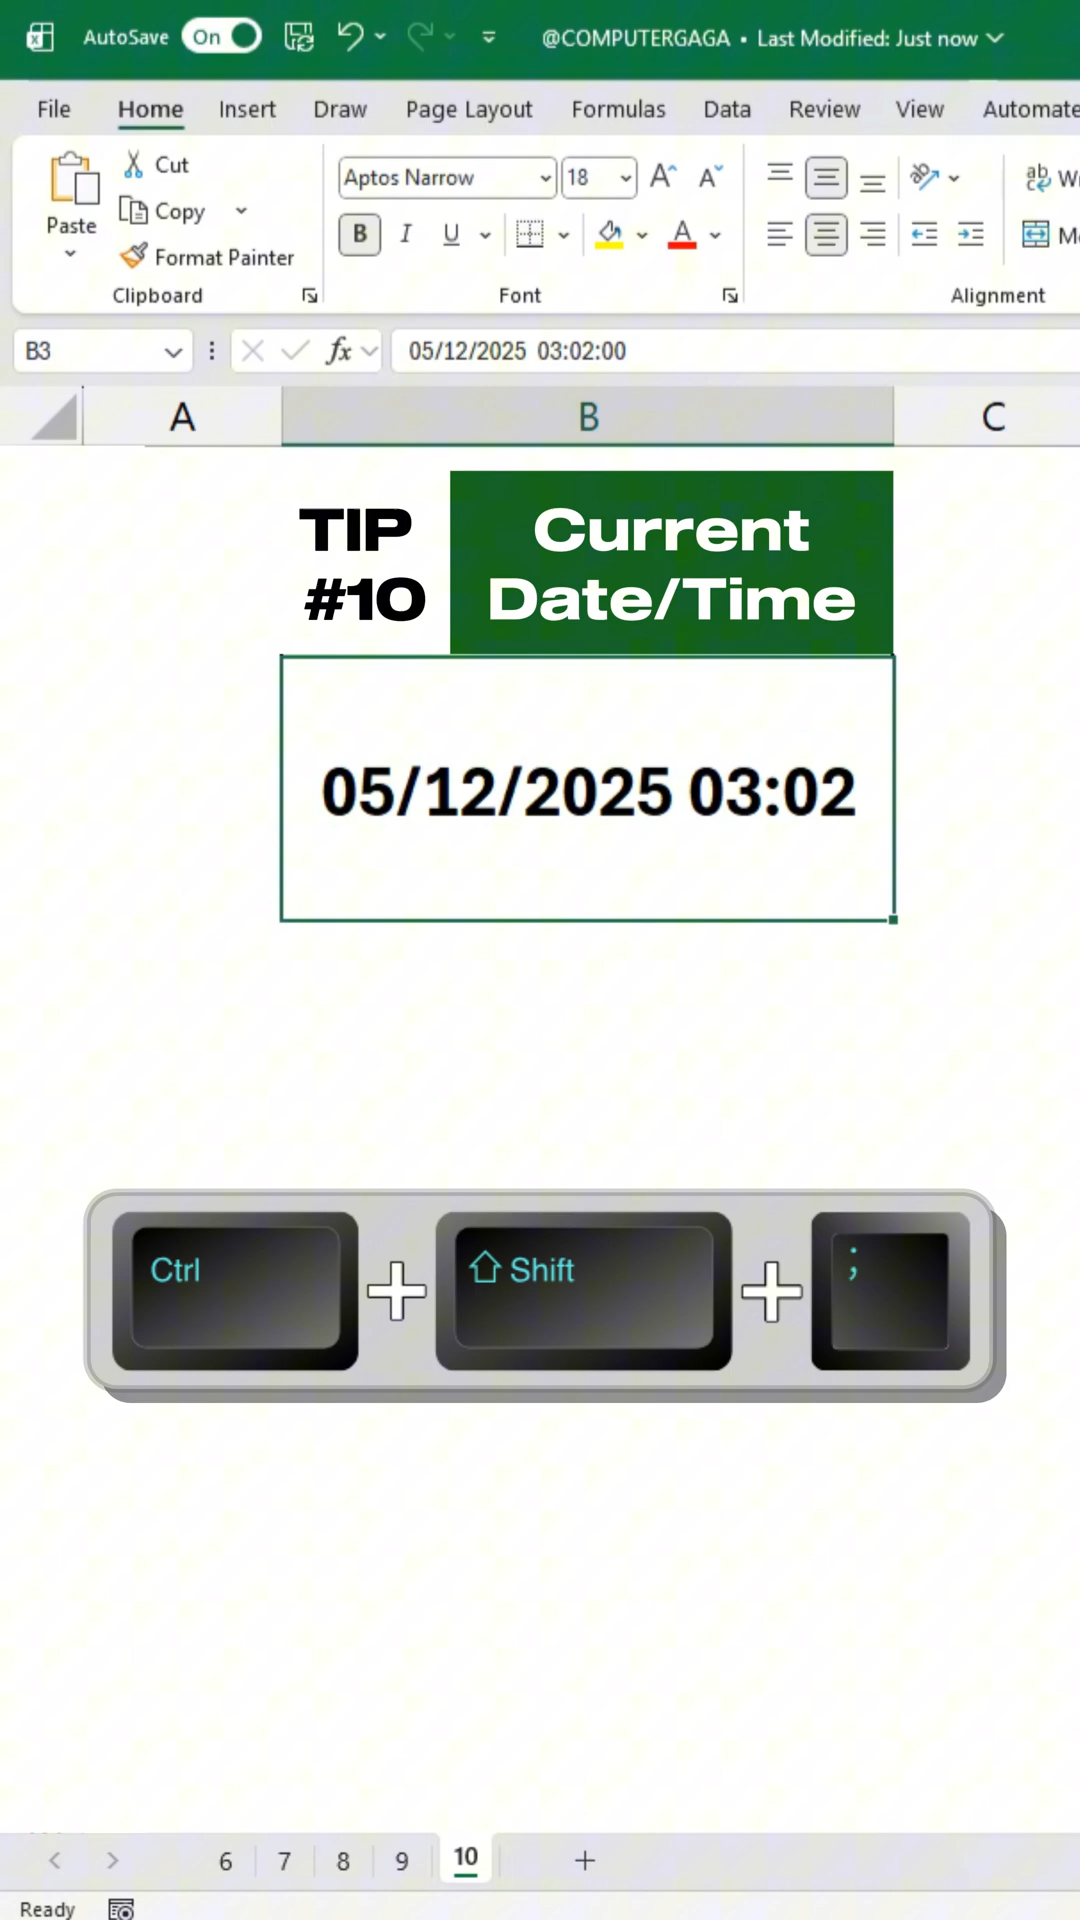 AutoSave On @COMPUTERGAGA • Last Modified: Just now
File Home Insert Draw Page Layout Formulas Data Review View Automate
Paste
Cut
Copy
Format Painter
Clipboard
Aptos Narrow 18 A A
B I U A
Font
ab
c
Alignment
B3 fx 05/12/2025 03:02:00
A B C
TIP
#10
Current
Date/Time
05/12/2025 03:02
Ctrl + Shift + ;
6 7 8 9 10 +
Ready